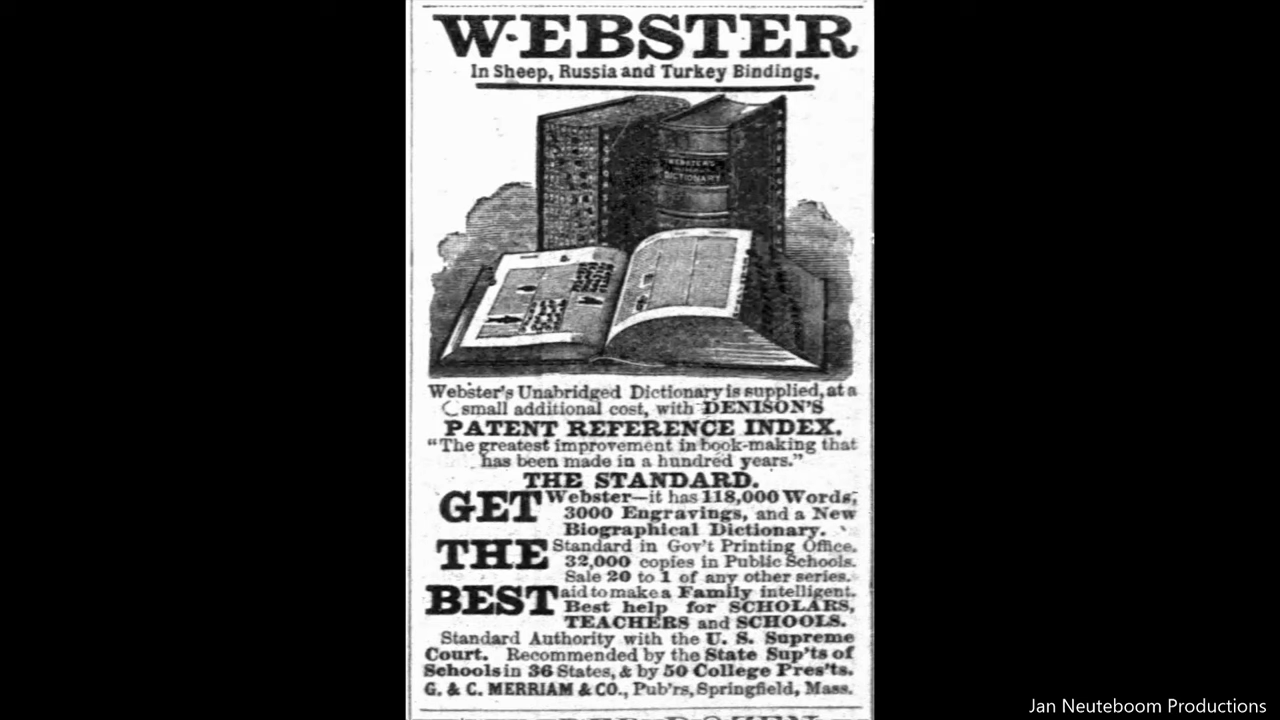 WEBSTER
In Sheep, Russia and Turkey Bindings.
WEBSTER'S
DICTIONARY
Webster's Unabridged Dictionary is supplied, at a
small additional cost, with DENISON'S
PATENT REFERENCE INDEX.
"The greatest improvement in book-making that
has been made in a hundred years."
THE STANDARD.
GET Webster—it has 118,000 Words,
3000 Engravings, and a New
Biographical Dictionary.
THE Standard in Gov't Printing Office.
32,000 copies in Public Schools.
Sale 20 to 1 of any other series.
BEST aid to make a Family intelligent.
Best help for SCHOLARS,
TEACHERS and SCHOOLS.
Standard Authority with the U. S. Supreme
Court. Recommended by the State Sup'ts of
Schools in 36 States, & by 50 College Pres'ts.
G. & C. MERRIAM & CO., Pub'rs, Springfield, Mass.
Jan Neuteboom Productions